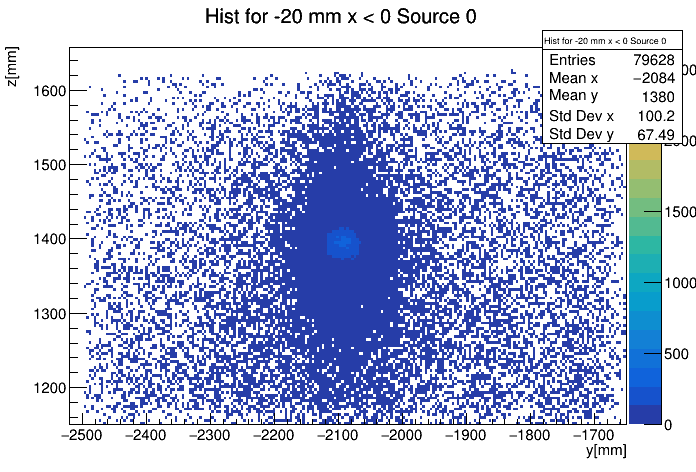 Hist for -20 mm x < 0 Source 0
z[mm]
Hist for -20 mm x < 0 Source 0
Entries 79628
Mean x −2084
Mean y 1380
Std Dev x 100.2
Std Dev y 67.49
1600
1500
1400
1300
1200
1500
1000
500
0
−2500 −2400 −2300 −2200 −2100 −2000 −1900 −1800 −1700
y[mm]